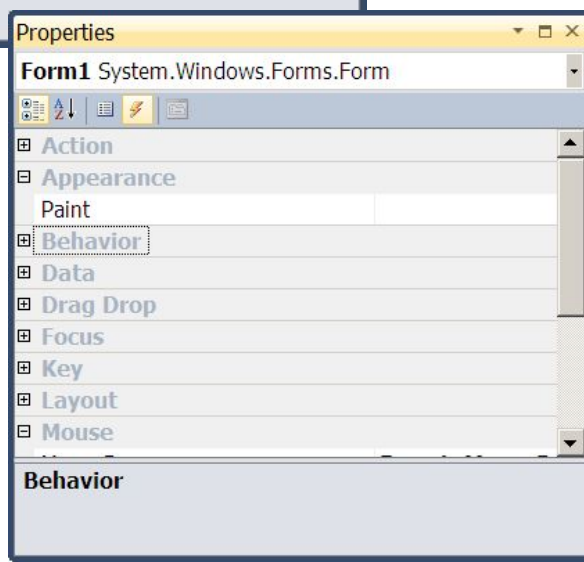 Properties
Form1 System.Windows.Forms.Form
Action
Appearance
Paint
Behavior
Data
Drag Drop
Focus
Key
Layout
Mouse
Behavior